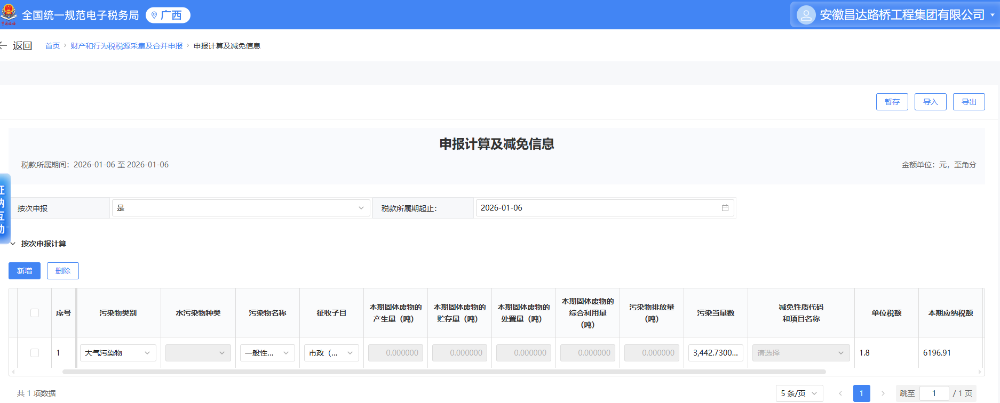 全国统一规范电子税务局 广西 安徽昌达路桥工程集团有限公司
返回 首页 > 财产和行为税税源采集及合并申报 > 申报计算及减免信息
暂存 导入 导出
申报计算及减免信息
税款所属期间：2026-01-06 至 2026-01-06 金额单位：元，至角分
征纳互动
按次申报 是 税款所属期起止： 2026-01-06
按次申报计算
新增 删除
序号 污染物类别 水污染物种类 污染物名称 征收子目 本期固体废物的产生量（吨） 本期固体废物的贮存量（吨） 本期固体废物的处置量（吨） 本期固体废物的综合利用量（吨） 污染物排放量（吨） 污染当量数 减免性质代码和项目名称 单位税额 本期应纳税额
1 大气污染物 一般性... 市政（... 0.000000 0.000000 0.000000 0.000000 0.000000 3,442.7300... 请选择 1.8 6196.91
共 1 项数据 5 条/页 < 1 > 跳至 1 / 1 页